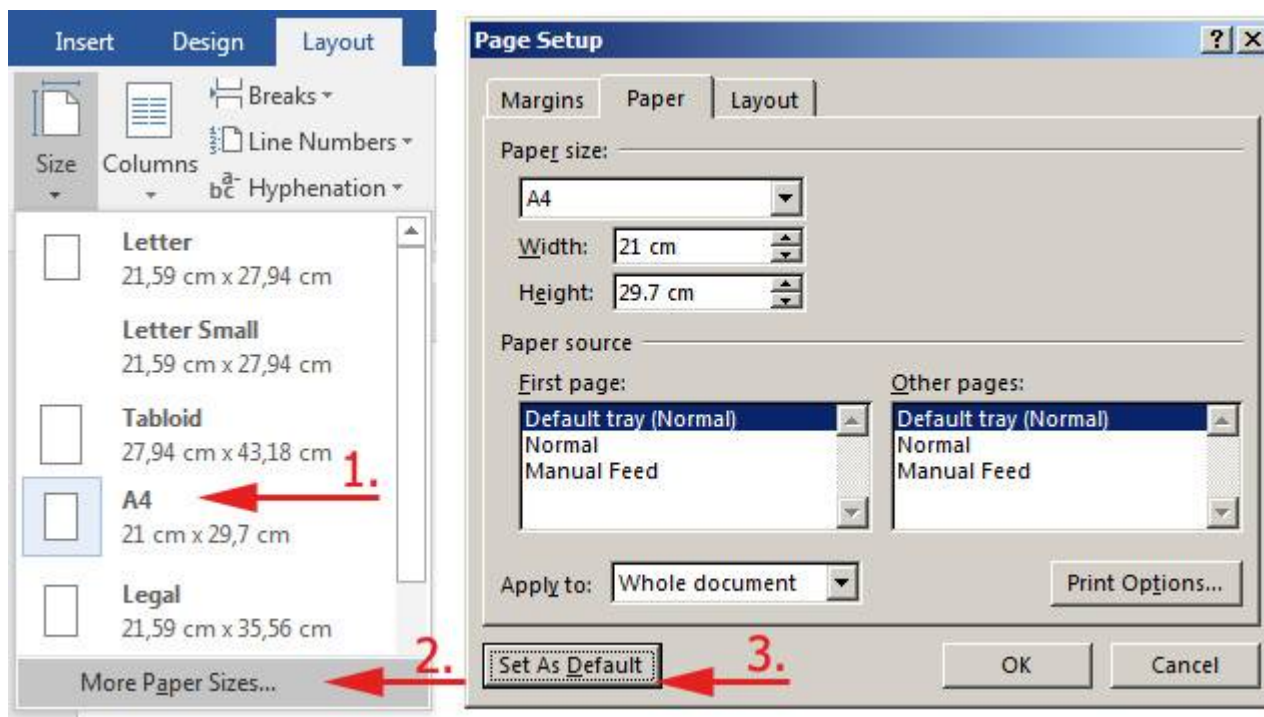 Insert Design Layout
Size
Columns
Breaks
Line Numbers
Hyphenation
Letter
21,59 cm x 27,94 cm
Letter Small
21,59 cm x 27,94 cm
Tabloid
27,94 cm x 43,18 cm
1.
A4
21 cm x 29,7 cm
Legal
21,59 cm x 35,56 cm
More Paper Sizes...
2.
Page Setup
Margins Paper Layout
Paper size:
A4
Width: 21 cm
Height: 29.7 cm
Paper source
First page:
Default tray (Normal)
Normal
Manual Feed
Other pages:
Default tray (Normal)
Normal
Manual Feed
Apply to: Whole document
Print Options...
Set As Default
3.
OK
Cancel